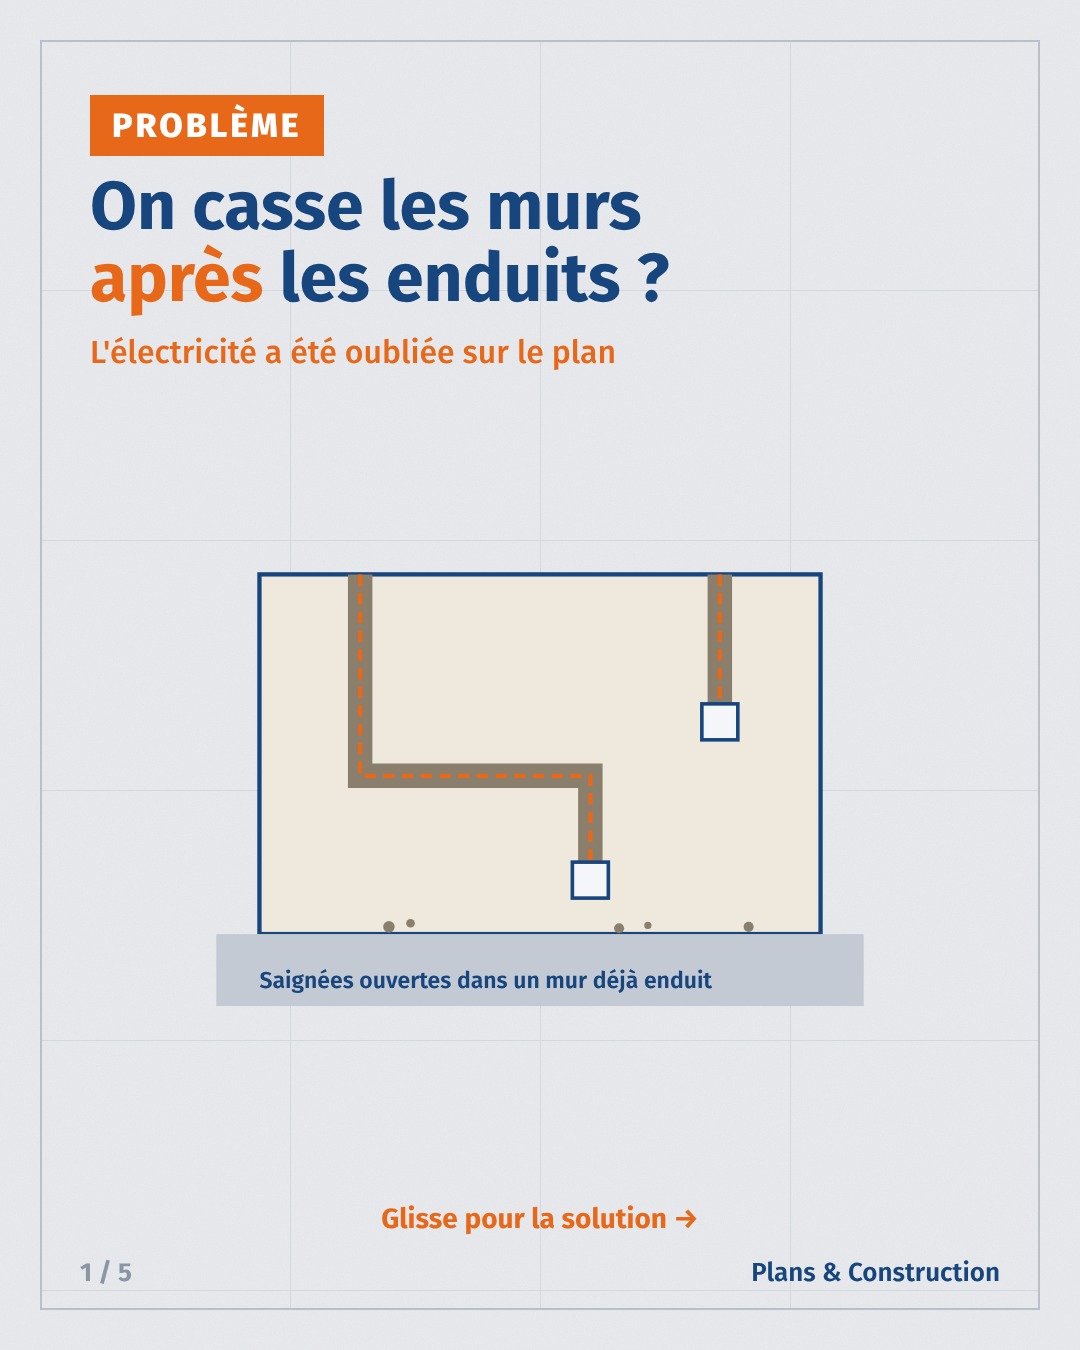 PROBLÈME
On casse les murs
après les enduits ?
L'électricité a été oubliée sur le plan
Saignées ouvertes dans un mur déjà enduit
Glisse pour la solution →
1 / 5
Plans & Construction